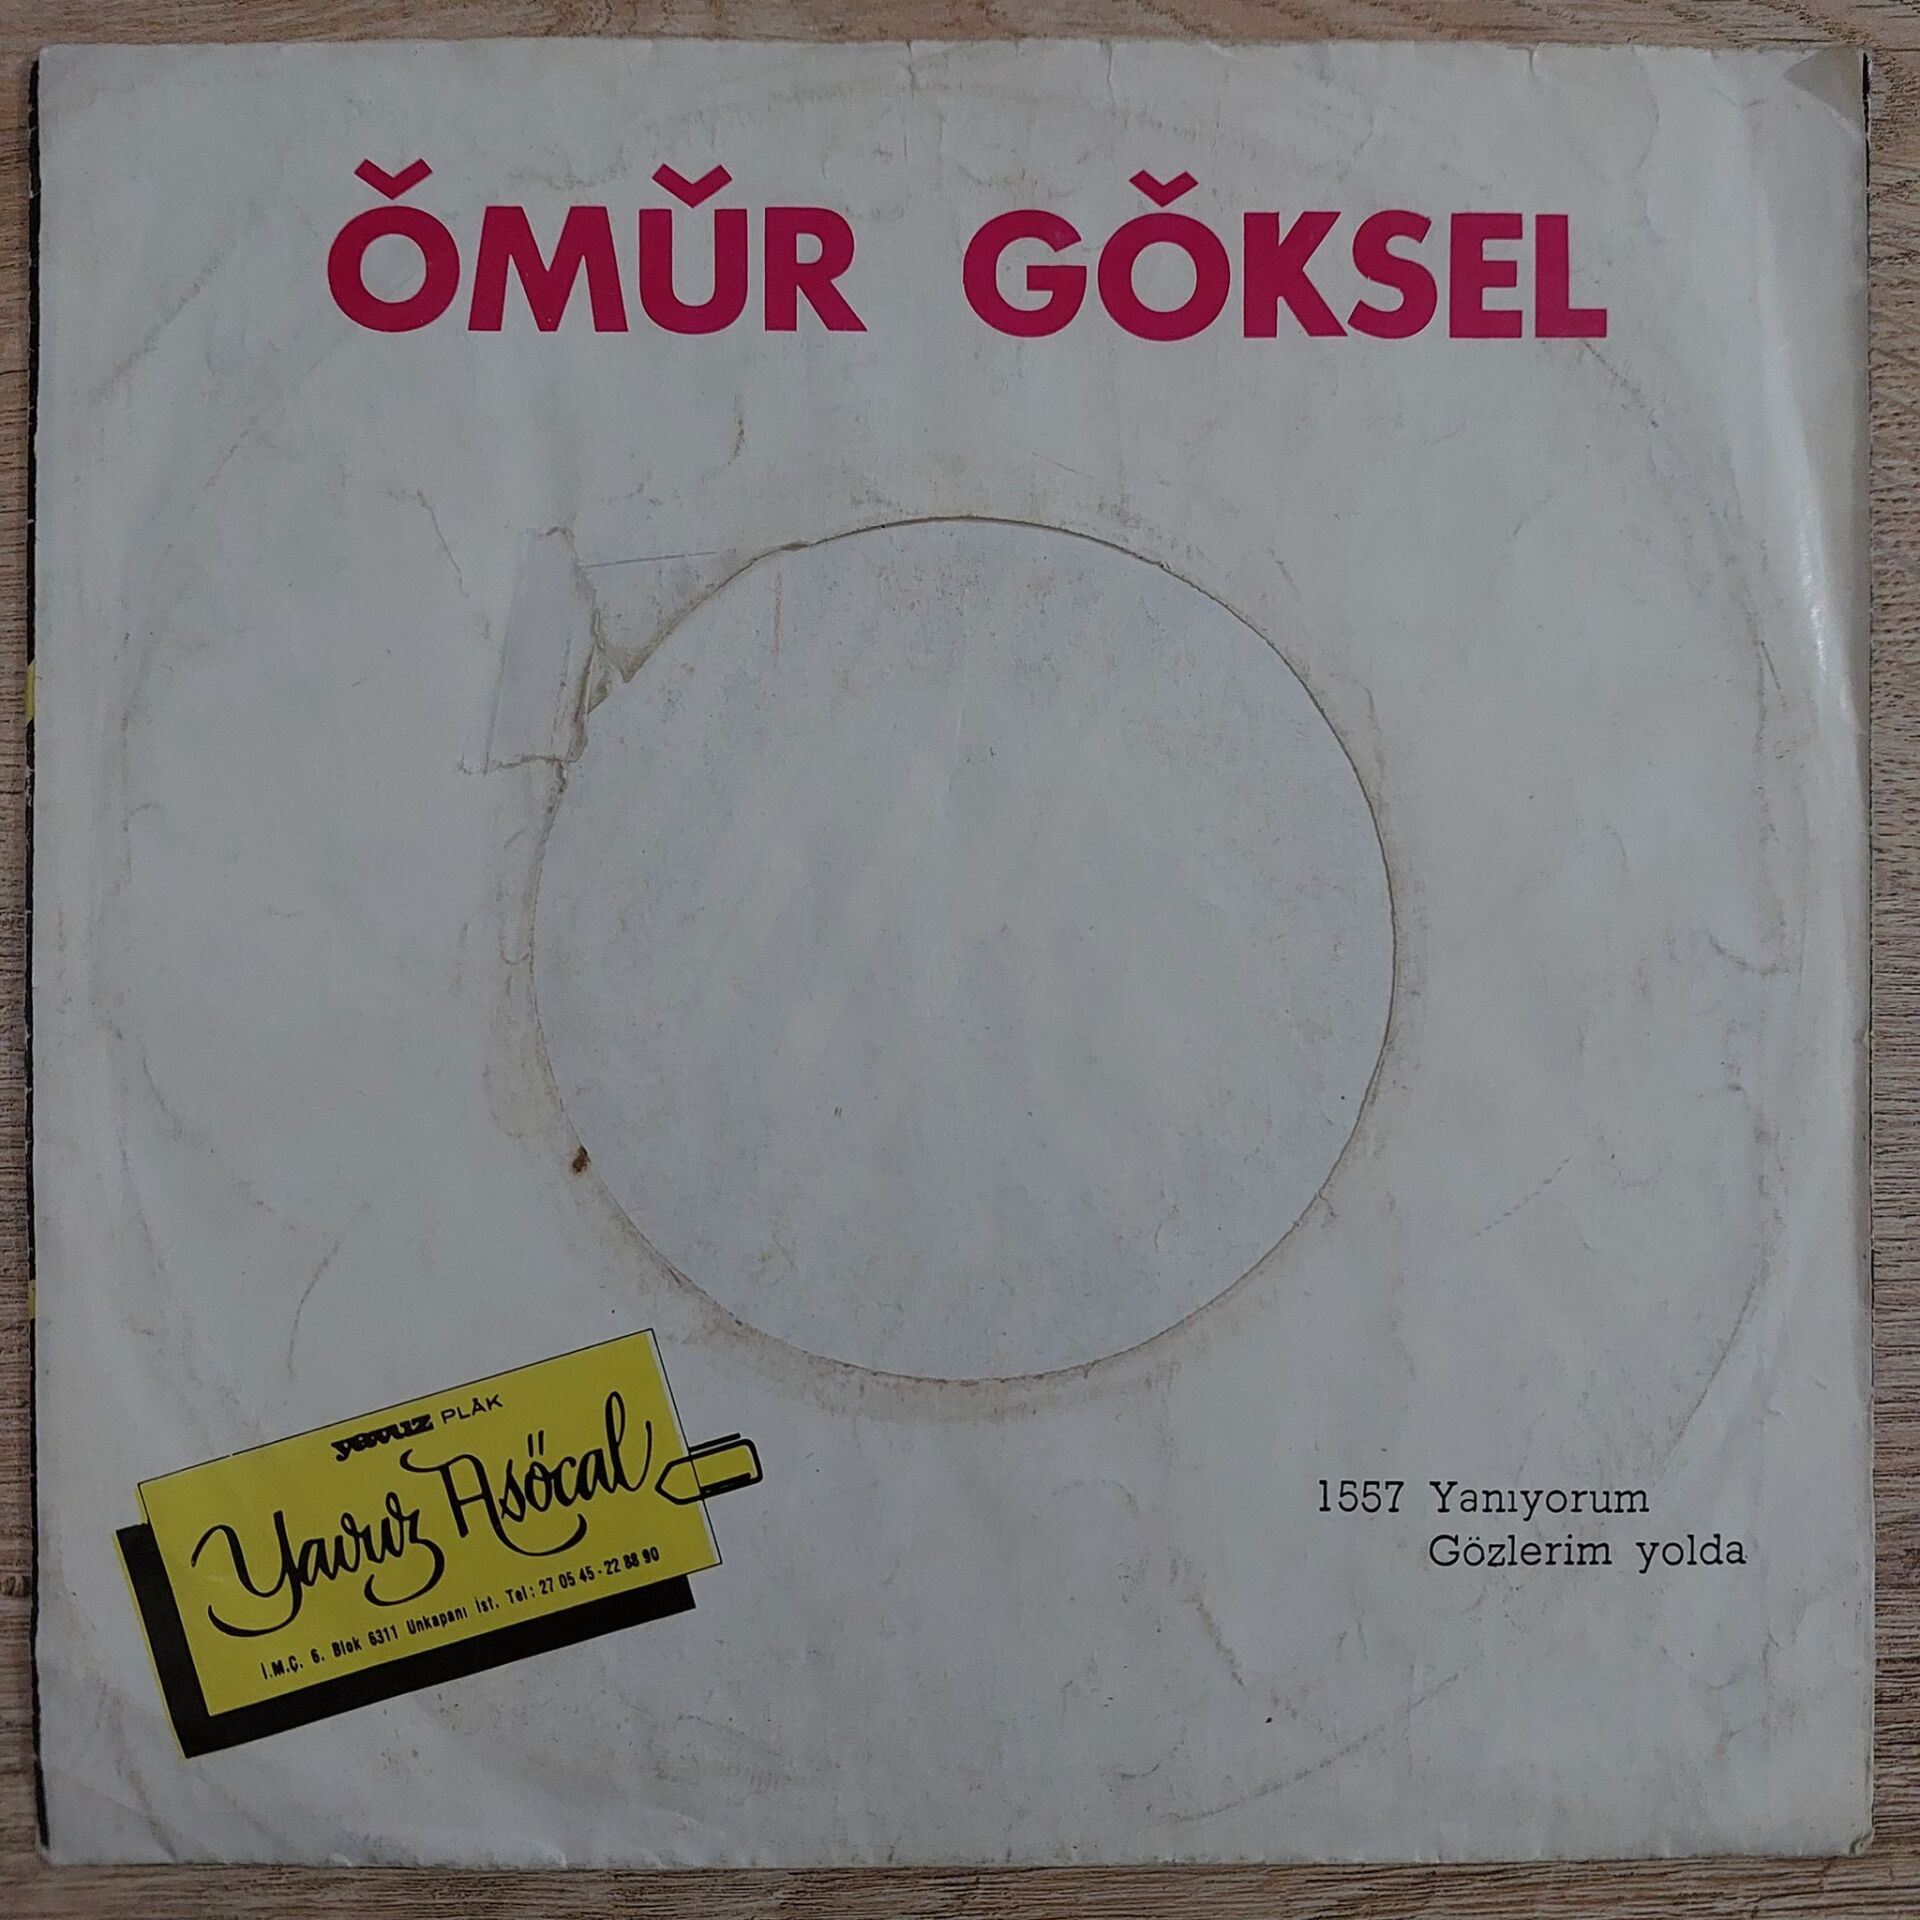 ÖMÜR GÖKSEL
yavuz PLÂK
Yavuz Asöcal
İ.M.Ç. 6. Blok 6311 Unkapanı İst. Tel: 27 05 45 - 22 88 90
1557 Yanıyorum
Gözlerim yolda